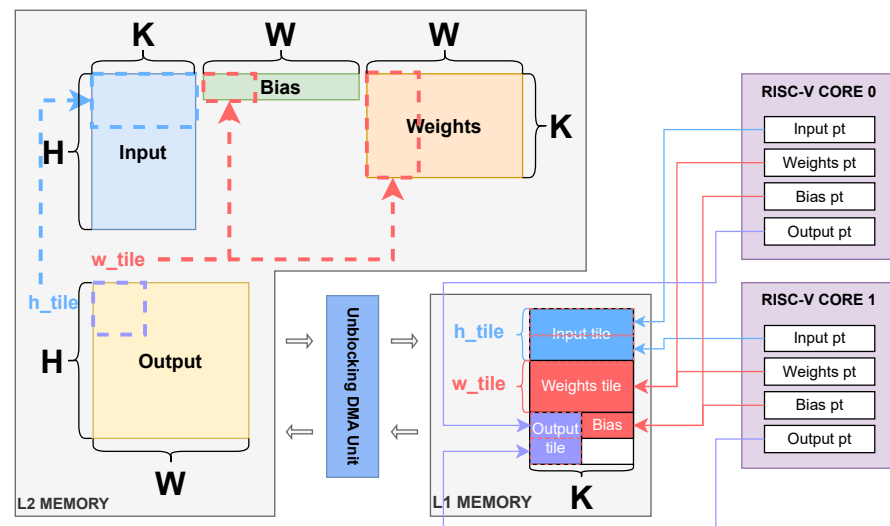 K
W
W
Bias
H
Input
Weights
K
w_tile
h_tile
H
Output
W
L2 MEMORY
Unblocking DMA Unit
h_tile
Input tile
w_tile
Weights tile
Output
tile
Bias
K
L1 MEMORY
RISC-V CORE 0
Input pt
Weights pt
Bias pt
Output pt
RISC-V CORE 1
Input pt
Weights pt
Bias pt
Output pt